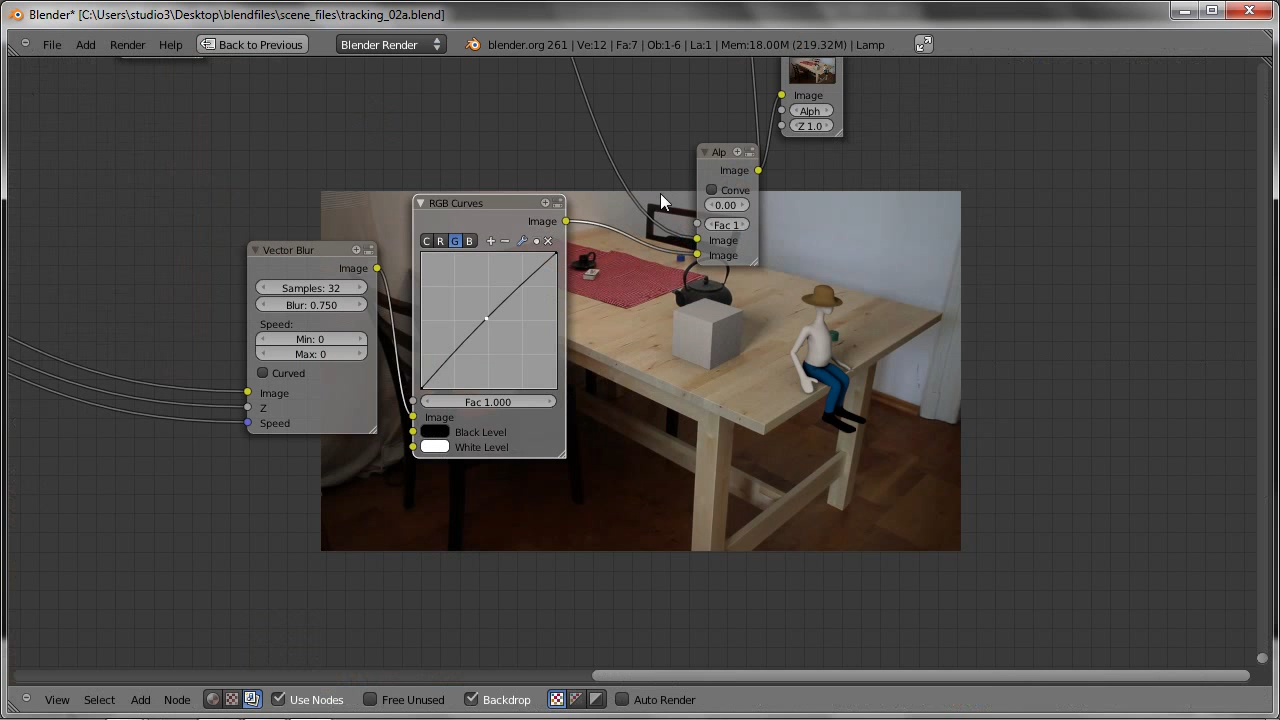 Blender* [C:\Users\studio3\Desktop\blendfiles\scene_files\tracking_02a.blend]
File Add Render Help Back to Previous Blender Render blender.org 261 | Ve:12 | Fa:7 | Ob:1-6 | La:1 | Mem:18.00M (219.32M) | Lamp
Image
Alph
Z 1.0
Alp
Image
Conve
0.00
Fac 1
Image
Image
RGB Curves
Image
C R G B
Fac 1.000
Image
Black Level
White Level
Vector Blur
Image
Samples: 32
Blur: 0.750
Speed:
Min: 0
Max: 0
Curved
Image
Z
Speed
View Select Add Node Use Nodes Free Unused Backdrop Auto Render